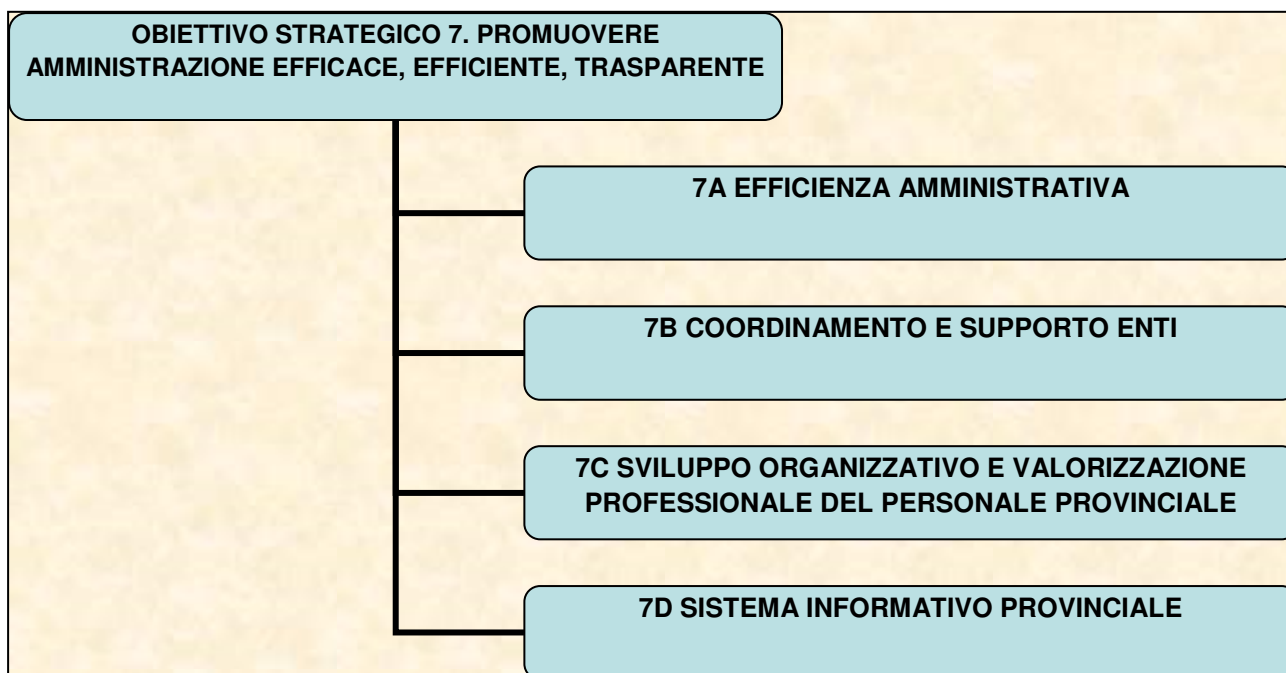 OBIETTIVO STRATEGICO 7. PROMUOVERE
AMMINISTRAZIONE EFFICACE, EFFICIENTE, TRASPARENTE
7A EFFICIENZA AMMINISTRATIVA
7B COORDINAMENTO E SUPPORTO ENTI
7C SVILUPPO ORGANIZZATIVO E VALORIZZAZIONE
PROFESSIONALE DEL PERSONALE PROVINCIALE
7D SISTEMA INFORMATIVO PROVINCIALE